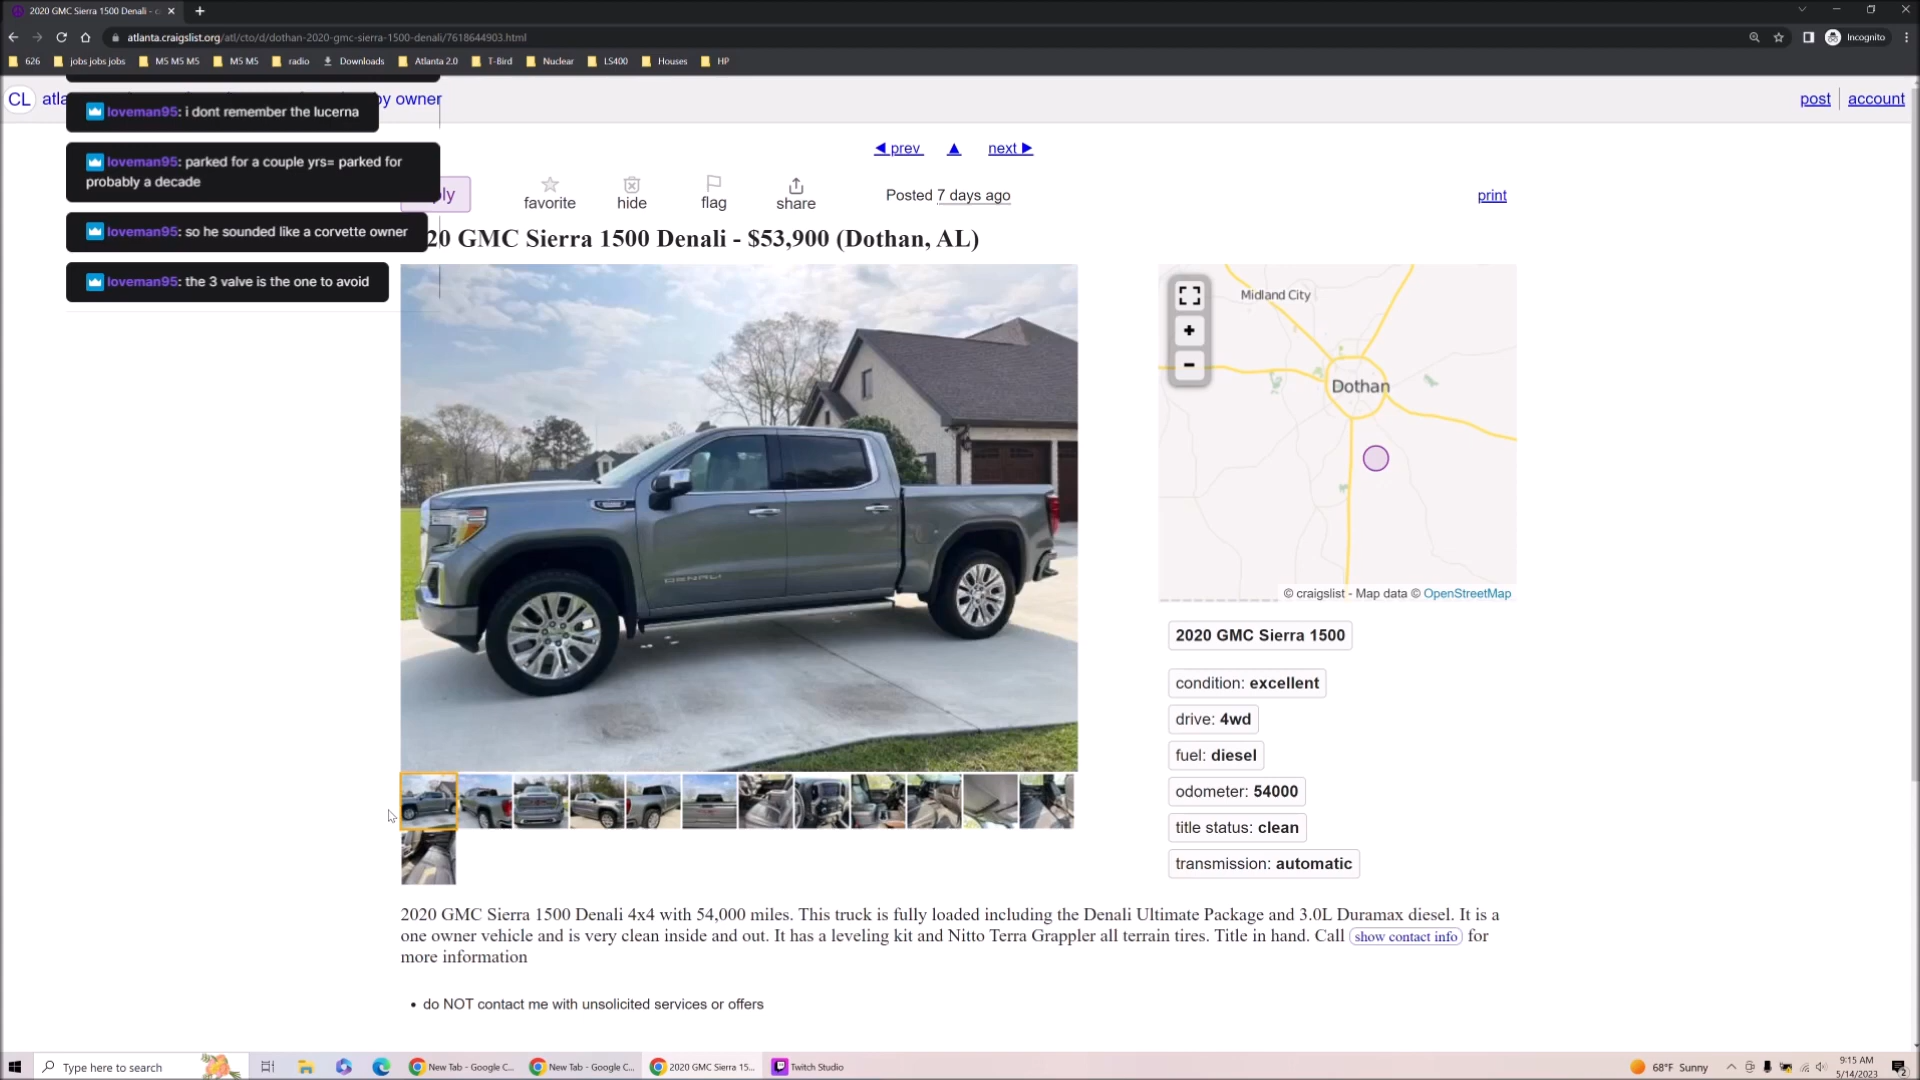 2020 GMC Sierra 1500 Denali - c
atlanta.craigslist.org/atl/cto/d/dothan-2020-gmc-sierra-1500-denali/7618644903.html
Incognito
626
jobs jobs jobs
M5 M5 M5
M5 M5
radio
Downloads
Atlanta 2.0
T-Bird
Nuclear
LS400
Houses
HP
CL
atla
by owner
post
account
loveman95: i dont remember the lucerna
loveman95: parked for a couple yrs= parked for
probably a decade
loveman95: so he sounded like a corvette owner
loveman95: the 3 valve is the one to avoid
◀ prev
▲
next ▶
ply
favorite
hide
flag
share
Posted 7 days ago
print
20 GMC Sierra 1500 Denali - $53,900 (Dothan, AL)
DENALI
Midland City
+
-
Dothan
© craigslist - Map data © OpenStreetMap
2020 GMC Sierra 1500
condition: excellent
drive: 4wd
fuel: diesel
odometer: 54000
title status: clean
transmission: automatic
2020 GMC Sierra 1500 Denali 4x4 with 54,000 miles. This truck is fully loaded including the Denali Ultimate Package and 3.0L Duramax diesel. It is a
one owner vehicle and is very clean inside and out. It has a leveling kit and Nitto Terra Grappler all terrain tires. Title in hand. Call show contact info for
more information
• do NOT contact me with unsolicited services or offers
Type here to search
New Tab - Google C...
New Tab - Google C...
2020 GMC Sierra 15...
Twitch Studio
68°F Sunny
9:15 AM
5/14/2023
2